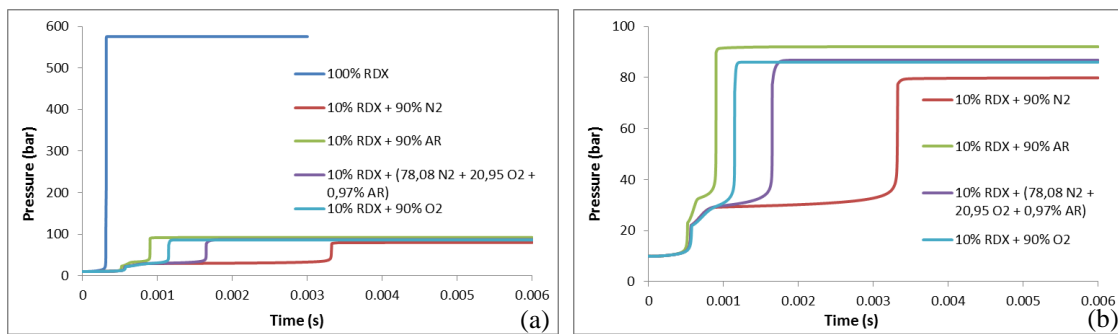 600
500
400
300
200
100
0
Pressure (bar)
0
0.001
0.002
0.003
0.004
0.005
0.006
Time (s)
100% RDX
10% RDX + 90% N2
10% RDX + 90% AR
10% RDX + (78,08 N2 + 20,95 O2 +
0,97% AR)
10% RDX + 90% O2
(a)
100
80
60
40
20
0
Pressure (bar)
0
0.001
0.002
0.003
0.004
0.005
0.006
Time (s)
10% RDX + 90% N2
10% RDX + 90% AR
10% RDX + (78,08 N2 +
20,95 O2 + 0,97% AR)
10% RDX + 90% O2
(b)